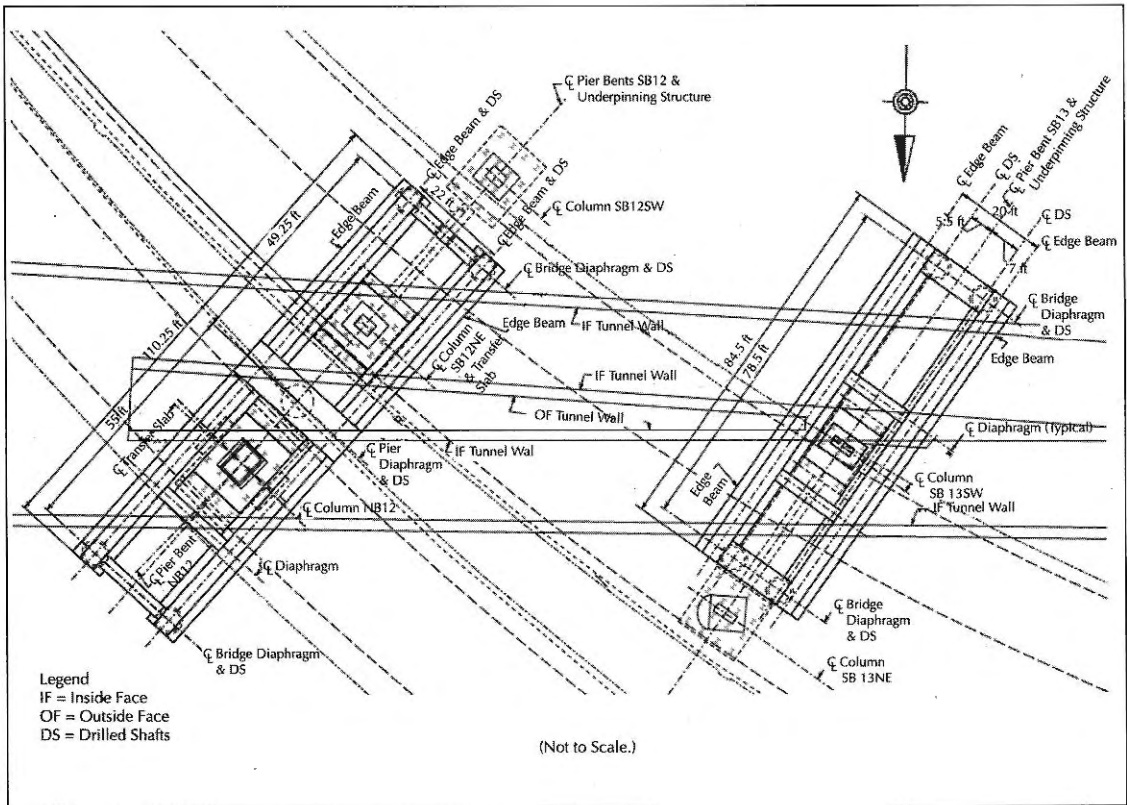 ℄ Pier Bents SB12 &
Underpinning Structure
℄ Edge Beam & DS
22 ft
℄ Edge Beam & DS
℄ Column SB12SW
Edge Beam
49.25 ft
℄ Bridge Diaphragm & DS
110.25 ft
IF Tunnel Wall
Edge Beam
℄ Column
SB12NE
& Transfer
Slab
IF Tunnel Wall
OF Tunnel Wall
55 ft
℄ Transfer Slab
℄ Pier
Diaphragm
& DS
IF Tunnel Wal
℄ Column NB12
℄ Pier Bent
NB12
℄ Diaphragm
℄ Bridge Diaphragm
& DS
℄ Edge Beam
℄ DS
℄ Pier Bent SB13 &
Underpinning Structure
5.5 ft
20 ft
7 ft
℄ DS
℄ Edge Beam
℄ Bridge
Diaphragm
& DS
Edge Beam
84.5 ft
78.5 ft
℄ Diaphragm (Typical)
Edge
Beam
℄ Column
SB 13SW
IF Tunnel Wall
℄ Bridge
Diaphragm
& DS
℄ Column
SB 13NE
Legend
IF = Inside Face
OF = Outside Face
DS = Drilled Shafts
(Not to Scale.)